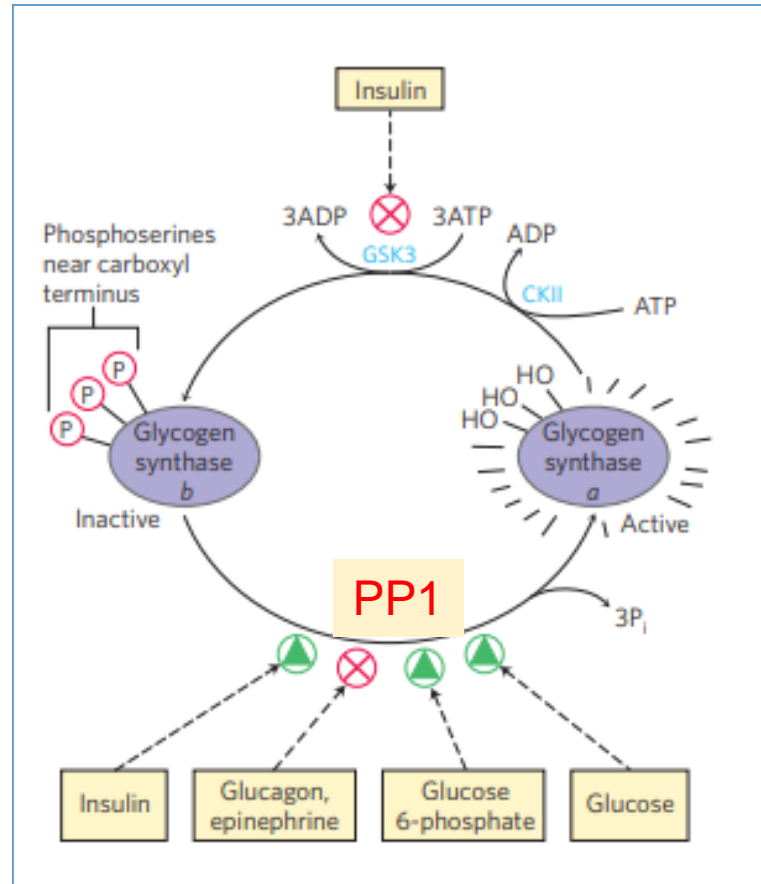 Insulin
3ADP
3ATP
GSK3
ADP
CKII
ATP
Phosphoserines
near carboxyl
terminus
P
P
P
Glycogen
synthase
b
Inactive
HO
HO
HO
Glycogen
synthase
a
Active
PP1
3Pi
Insulin
Glucagon,
epinephrine
Glucose
6-phosphate
Glucose